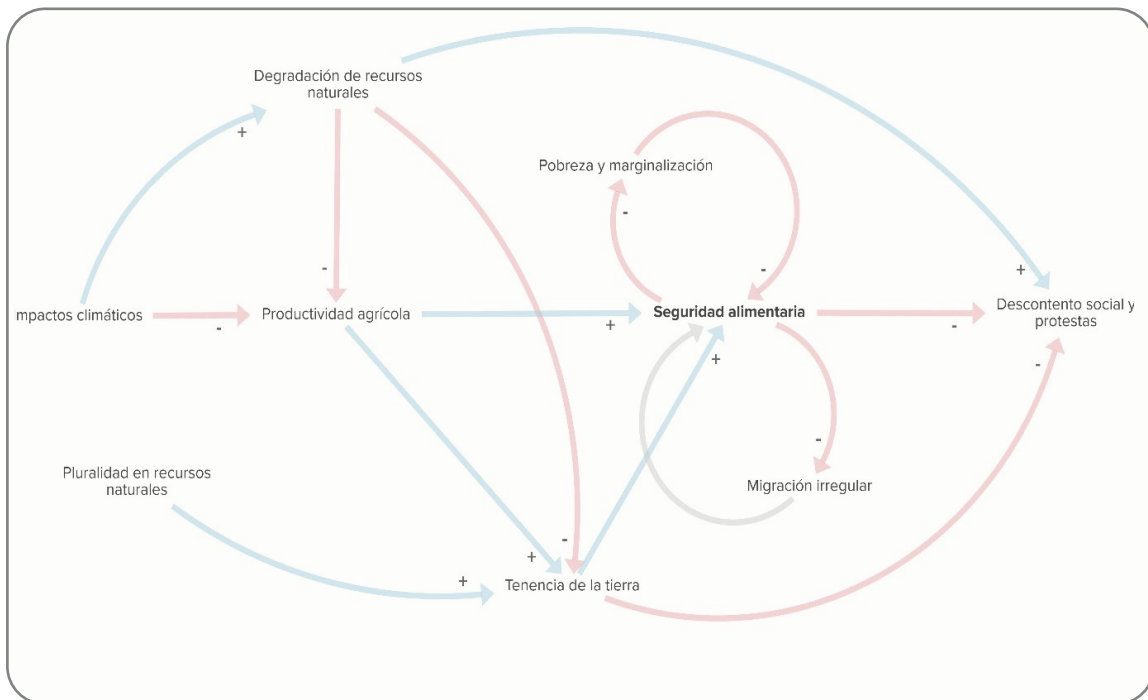 Degradación de recursos
naturales
+
Pobreza y marginalización
-
-
-
+
mpactos climáticos
-
Productividad agrícola
+
Seguridad alimentaria
-
Descontento social y
protestas
+
-
-
Pluralidad en recursos
naturales
Migración irregular
+
+
-
Tenencia de la tierra